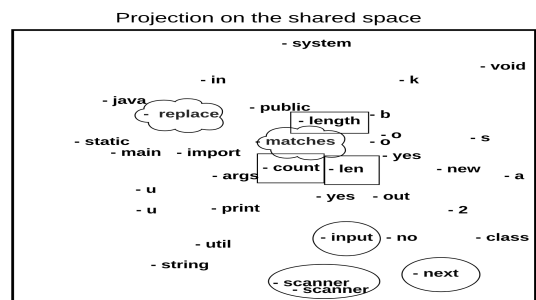 Projection on the shared space
- system
- void
- in
- k
- java
- replace
- public
- length
- b
- static
- matches
- o
- o
- s
- main
- import
- yes
- args
- count
- len
- new
- a
- u
- yes
- out
- u
- print
- 2
- util
- input
- no
- class
- string
- next
- scanner
- scanner